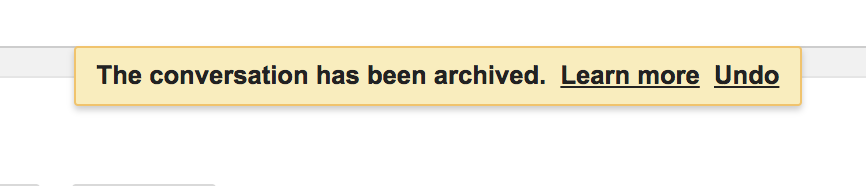 The conversation has been archived. Learn more Undo